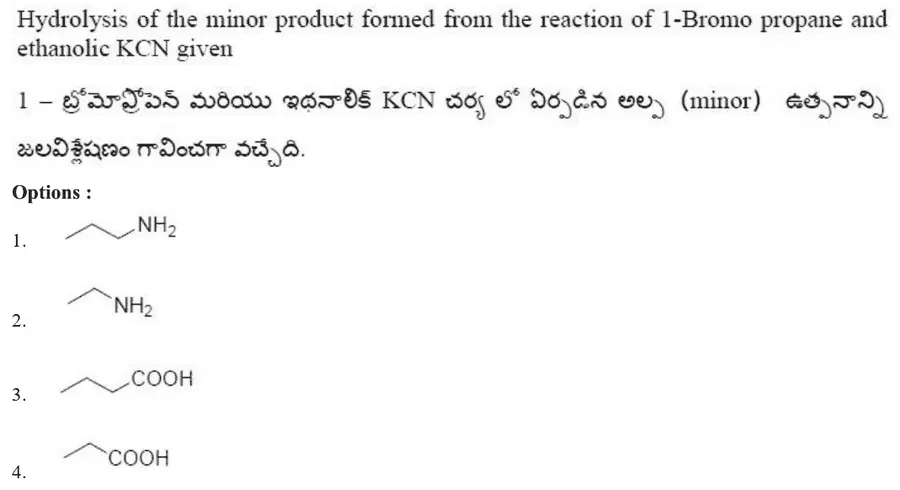 Hydrolysis of the minor product formed from the reaction of 1-Bromo propane and
ethanolic KCN given
1 – బ్రోమోప్రోపెన్ మరియు ఇథనాలిక్ KCN చర్య లో ఏర్పడిన అల్ప (minor) ఉత్పన్నాన్ని
జలవిశ్లేషణం గావించగా వచ్చేది.
Options :
1. NH2
2. NH2
3. COOH
4. COOH